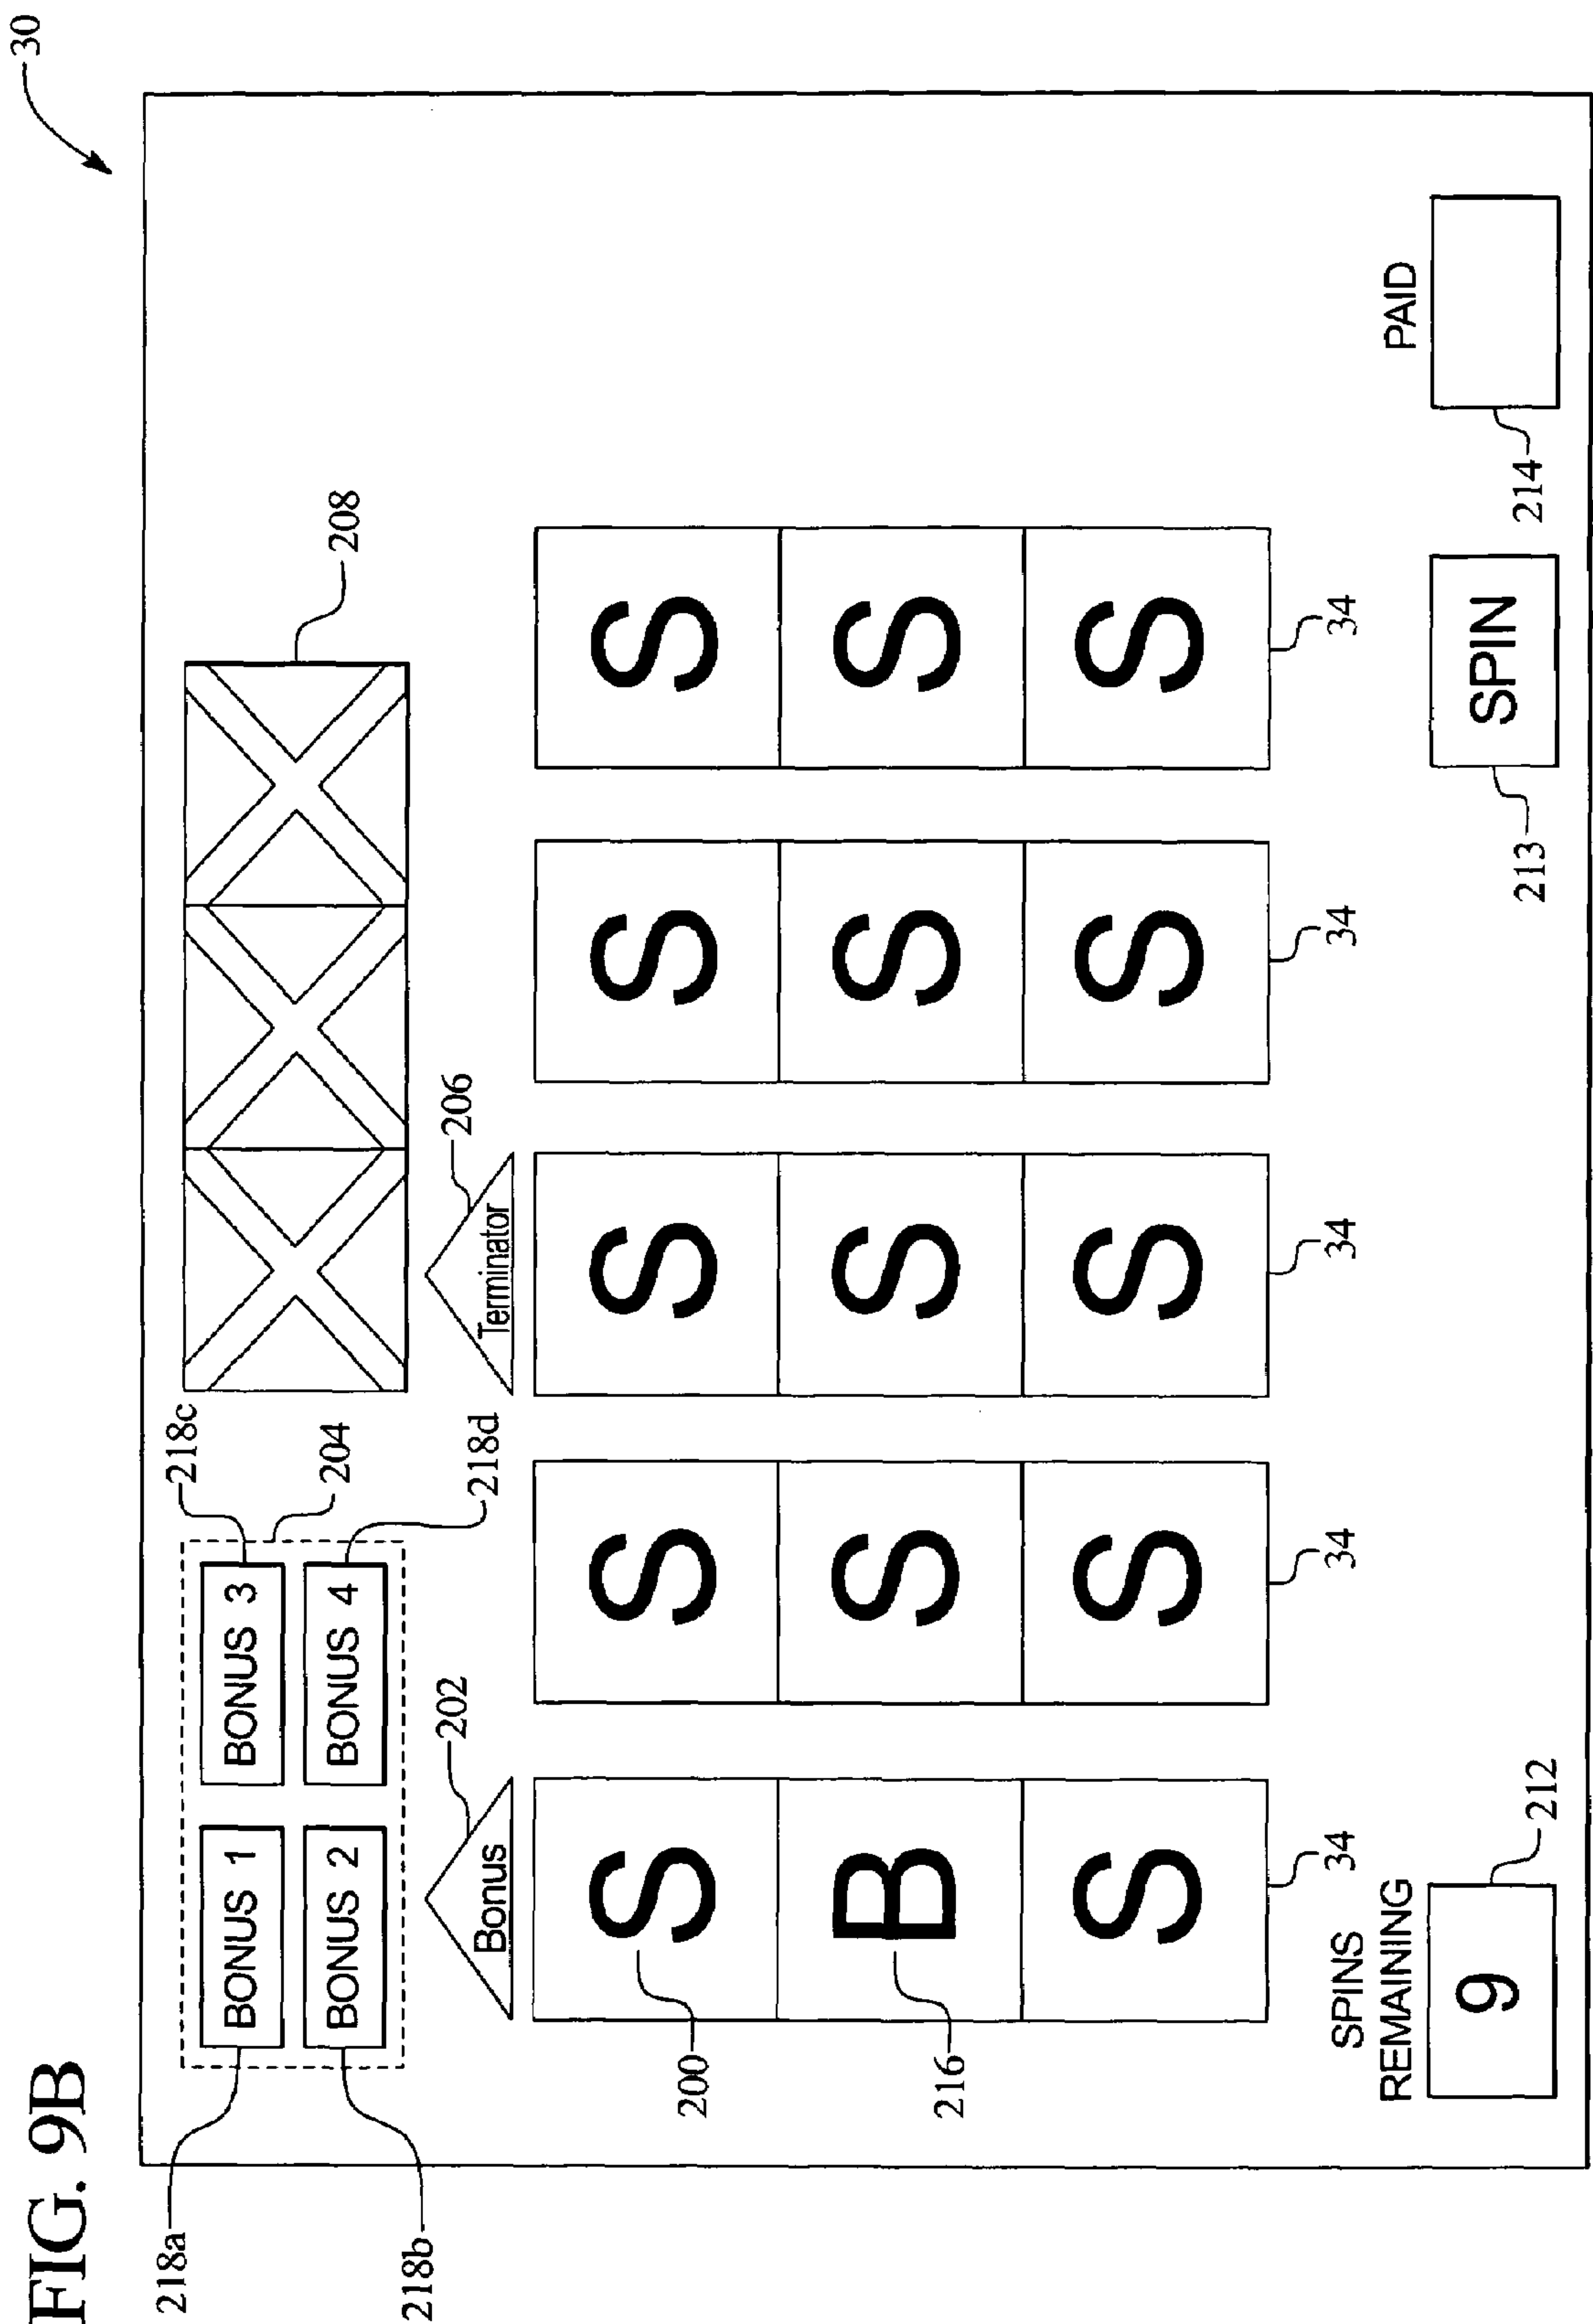 FIG. 9B
30
218a
218b
BONUS 1
BONUS 3
BONUS 2
BONUS 4
218c
204
218d
208
Bonus
202
Terminator
206
S S S S S
200
B S S S S
216
S S S S S
34 34 34 34 34
SPINS
REMAINING
9
212
213
SPIN
PAID
214